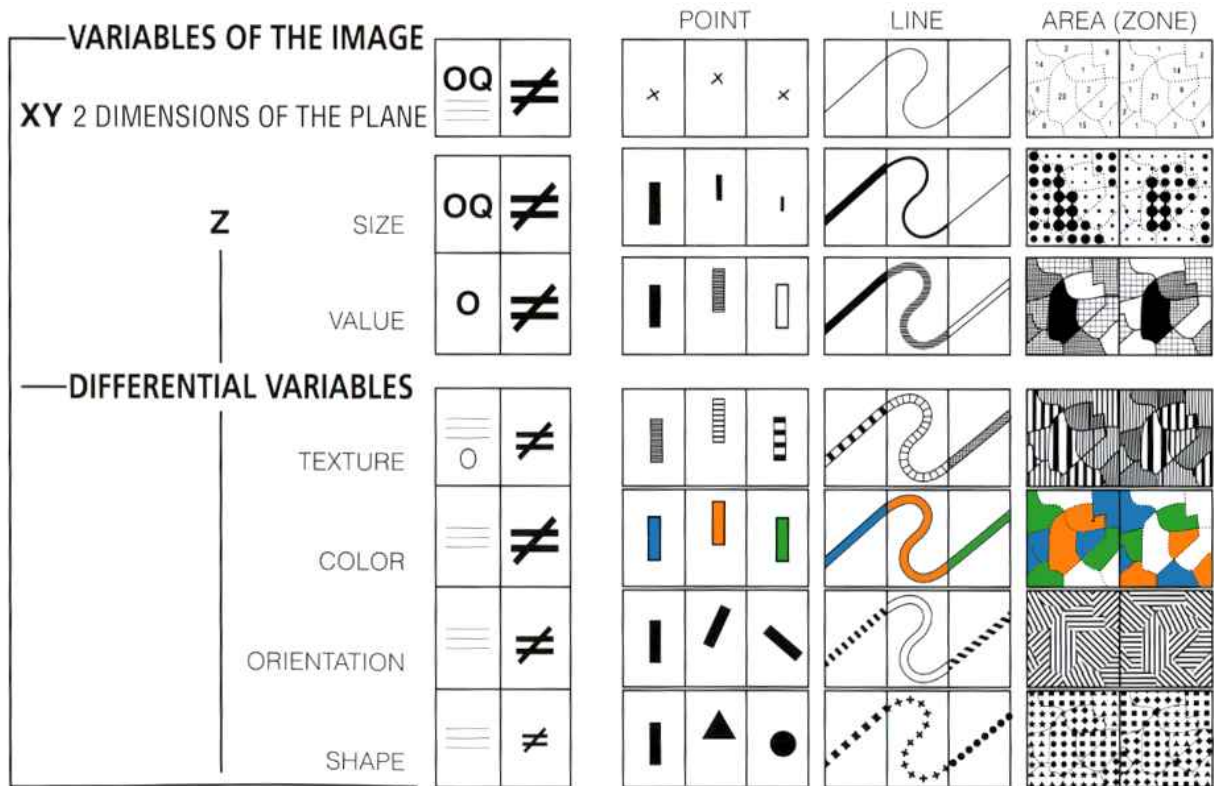 POINT LINE AREA (ZONE)
VARIABLES OF THE IMAGE
OQ ≠
XY 2 DIMENSIONS OF THE PLANE
Z
SIZE OQ ≠
VALUE O ≠
DIFFERENTIAL VARIABLES
TEXTURE O ≠
COLOR ≠
ORIENTATION ≠
SHAPE ≠